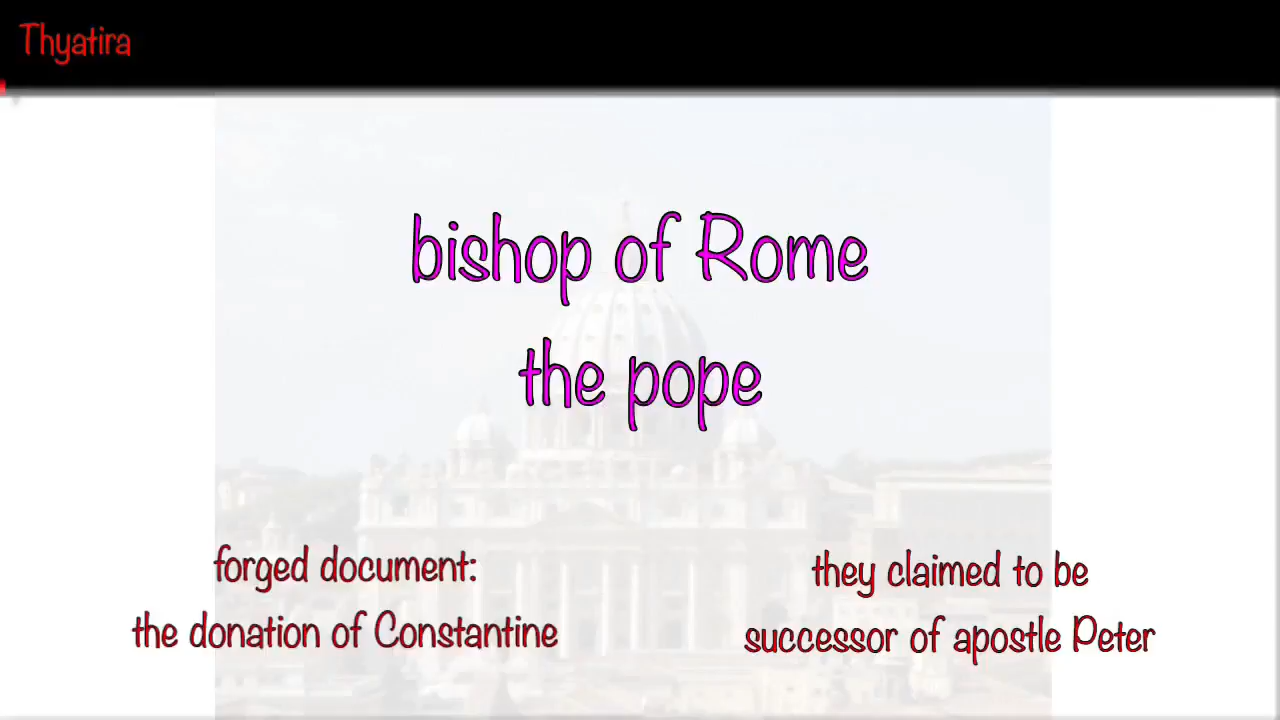 Thyatira
bishop of Rome
the pope
forged document:
the donation of Constantine
they claimed to be
successor of apostle Peter